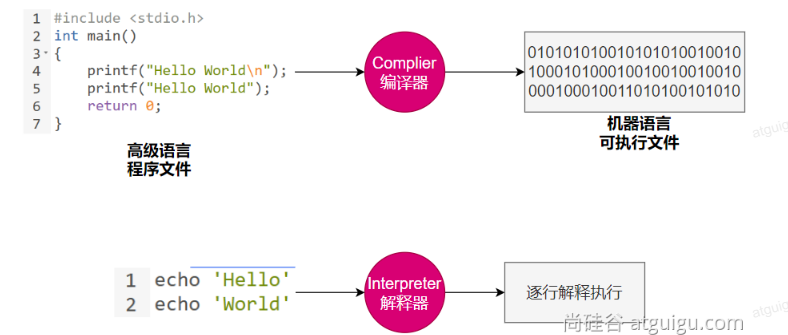 1 #include <stdio.h>
2 int main()
3 {
4 printf("Hello World\n");
5 printf("Hello World");
6 return 0;
7 }
高级语言
程序文件
Complier
编译器
010101010010101010010010
100010100010010010010010
000100010011010100101010
机器语言
可执行文件
atguigu
1 echo 'Hello'
2 echo 'World'
Interpreter
解释器
逐行解释执行
尚硅谷 atguigu.com
atguigu